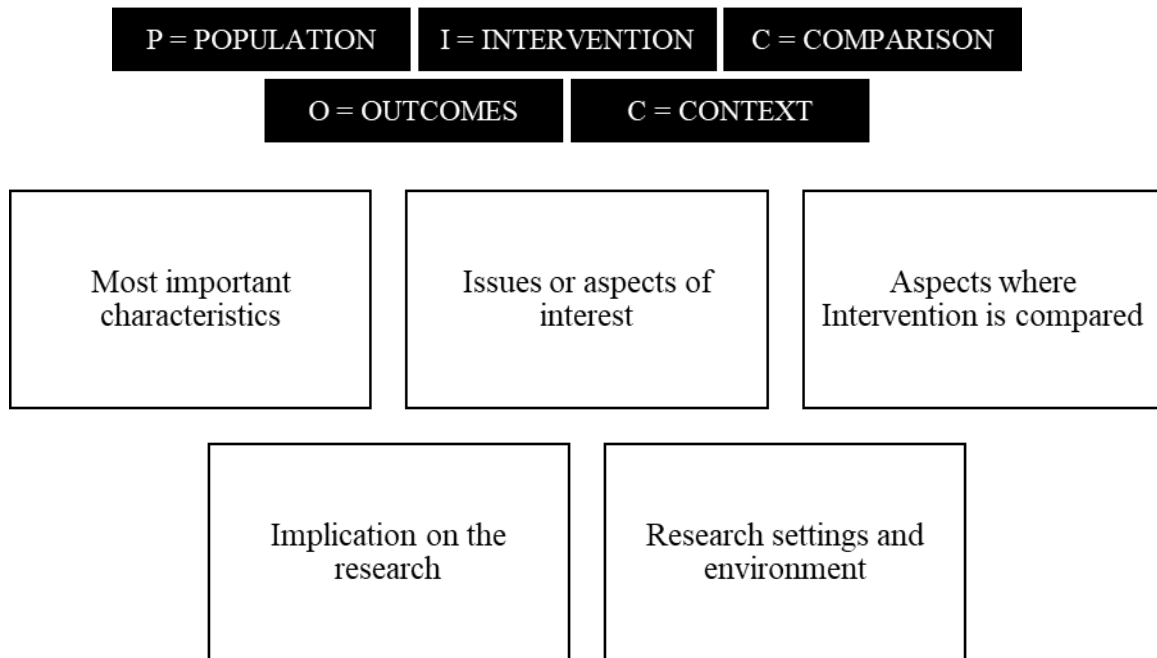 P = POPULATION
I = INTERVENTION
C = COMPARISON
O = OUTCOMES
C = CONTEXT
Most important
characteristics
Issues or aspects of
interest
Aspects where
Intervention is compared
Implication on the
research
Research settings and
environment